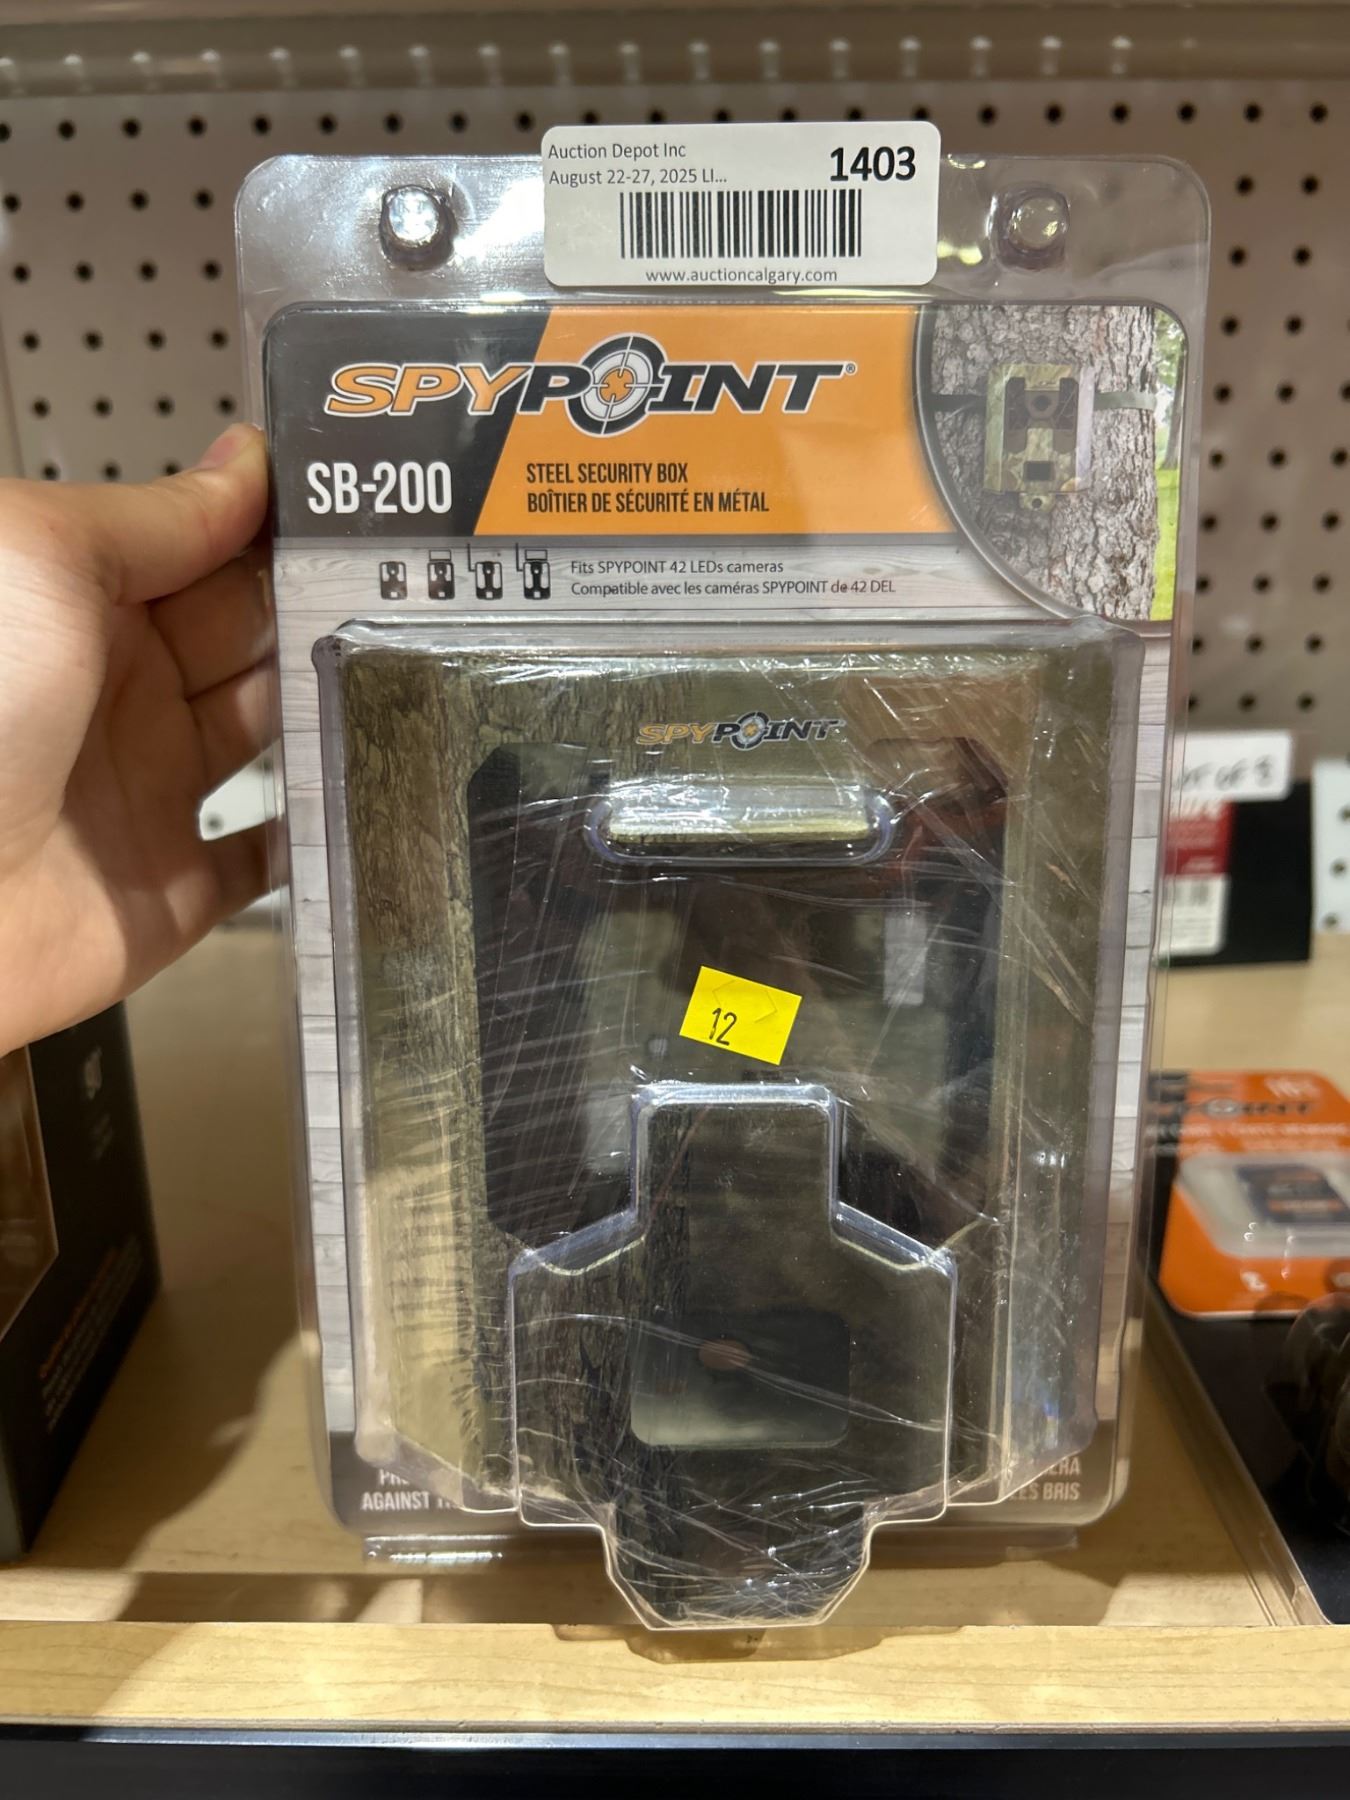 Auction Depot Inc
1403
August 22-27, 2025 LI...
www.auctioncalgary.com
SPYPOINT®
SB-200
STEEL SECURITY BOX
BOÎTIER DE SÉCURITÉ EN MÉTAL
Fits SPYPOINT 42 LEDs cameras
Compatible avec les caméras SPYPOINT de 42 DEL
SPYPOINT
12
AGAINST
BRIS